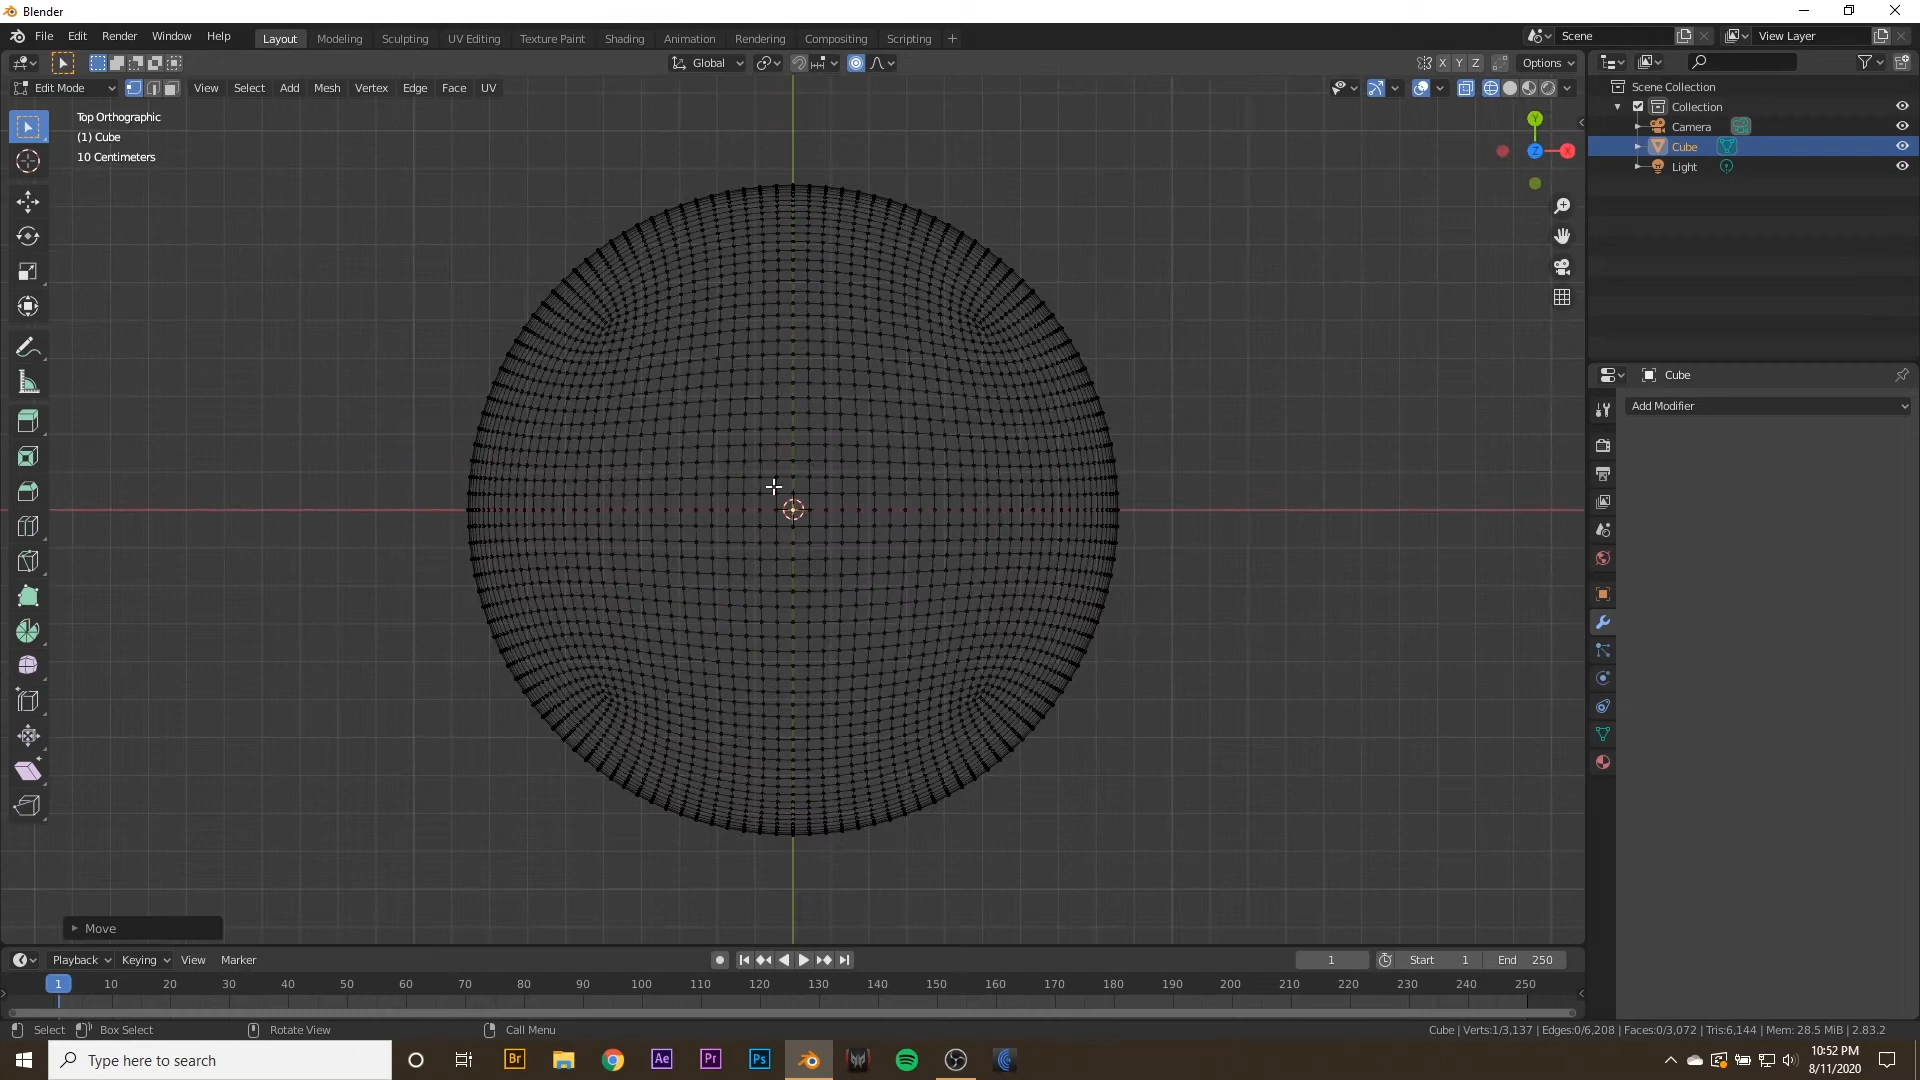 Blender
File Edit Render Window Help
Layout Modeling Sculpting UV Editing Texture Paint Shading Animation Rendering Compositing Scripting +
Scene
View Layer
Global
X Y Z
Options
Edit Mode View Select Add Mesh Vertex Edge Face UV
Top Orthographic
(1) Cube
10 Centimeters
Y
Z X
Scene Collection
Collection
Camera
Cube
Light
Cube
Add Modifier
Move
Playback Keying View Marker
1
Start 1
End 250
1 10 20 30 40 50 60 70 80 90 100 110 120 130 140 150 160 170 180 190 200 210 220 230 240 250
Select Box Select Rotate View Call Menu
Cube | Verts:1/3,137 | Edges:0/6,208 | Faces:0/3,072 | Tris:6,144 | Mem: 28.5 MiB | 2.83.2
Type here to search
Br Ae Pr Ps
10:52 PM
8/11/2020